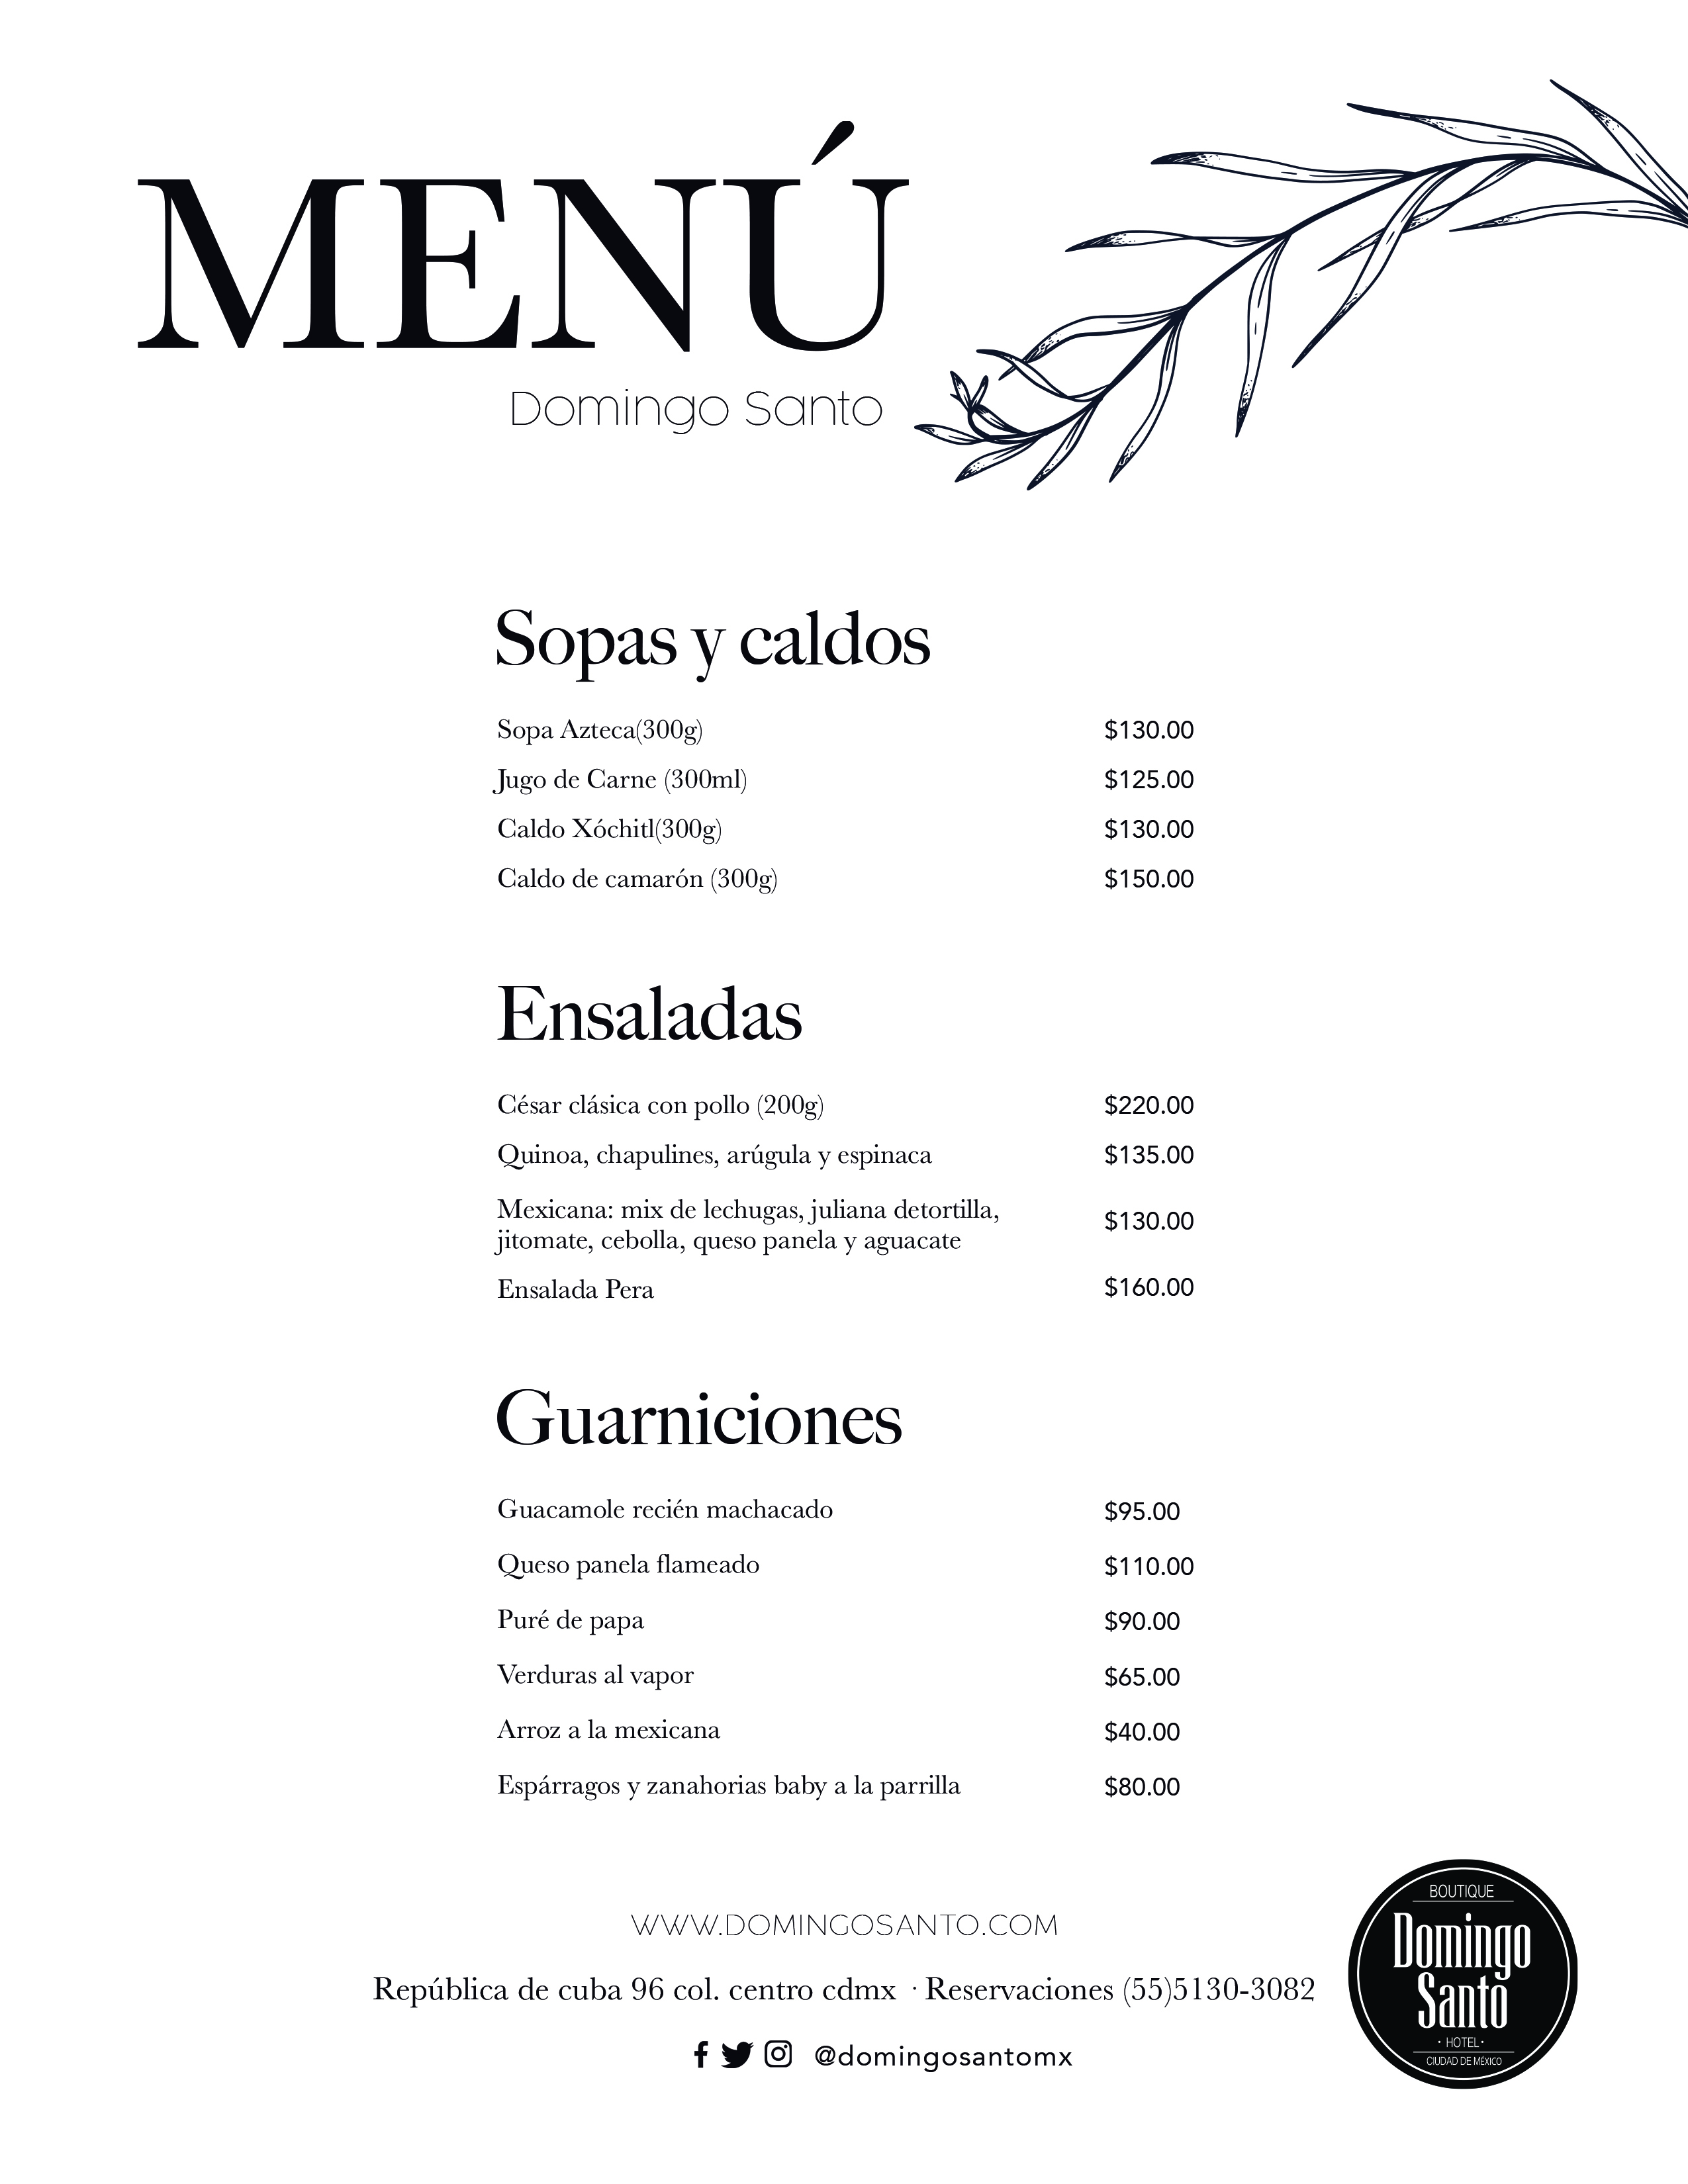 MENÚ
Domingo Santo
Sopas y caldos
Sopa Azteca(300g) $130.00
Jugo de Carne (300ml) $125.00
Caldo Xóchitl(300g) $130.00
Caldo de camarón (300g) $150.00
Ensaladas
César clásica con pollo (200g) $220.00
Quinoa, chapulines, arúgula y espinaca $135.00
Mexicana: mix de lechugas, juliana detortilla,
jitomate, cebolla, queso panela y aguacate $130.00
Ensalada Pera $160.00
Guarniciones
Guacamole recién machacado $95.00
Queso panela flameado $110.00
Puré de papa $90.00
Verduras al vapor $65.00
Arroz a la mexicana $40.00
Espárragos y zanahorias baby a la parrilla $80.00
WWW.DOMINGOSANTO.COM
República de cuba 96 col. centro cdmx · Reservaciones (55)5130-3082
@domingosantomx
BOUTIQUE
Domingo
Santo
· HOTEL ·
CIUDAD DE MÉXICO